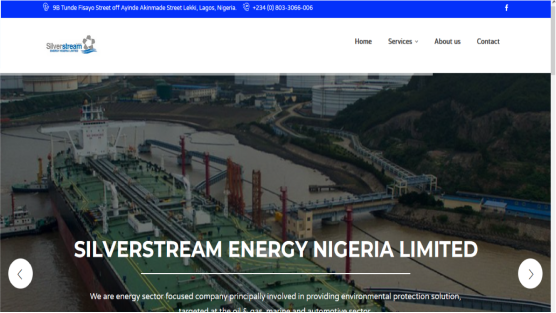 9B Tunde Fisayo Street off Ayinde Akinmade Street Lekki, Lagos, Nigeria. +234 (0) 803-3066-006
Silverstream
Home Services About us Contact
SILVERSTREAM ENERGY NIGERIA LIMITED
We are energy sector focused company principally involved in providing environmental protection solution,
targeted at the oil & gas, marine and automotive sector